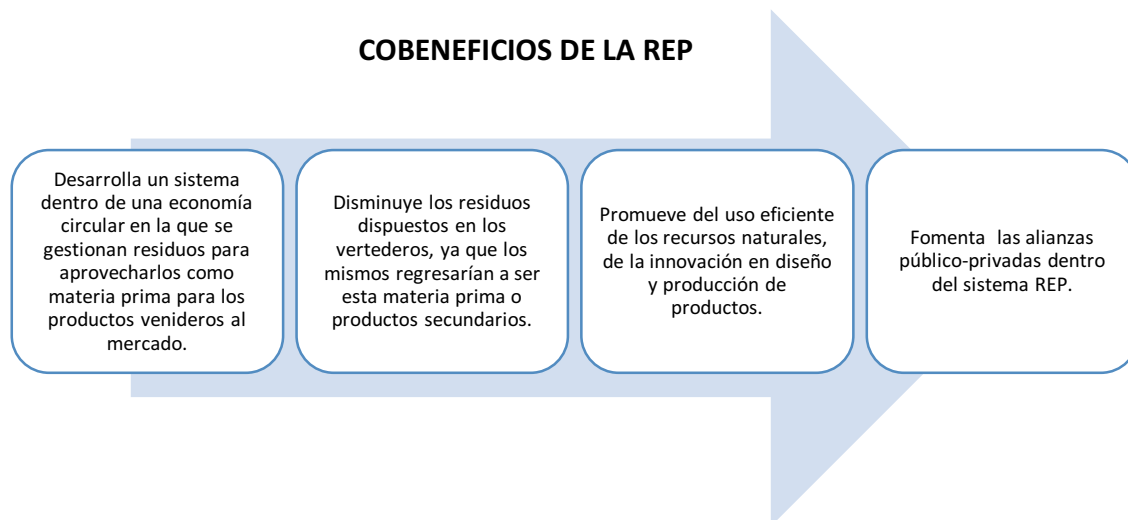 COBENEFICIOS DE LA REP
Desarrolla un sistema
dentro de una economía
circular en la que se
gestionan residuos para
aprovecharlos como
materia prima para los
productos venideros al
mercado.
Disminuye los residuos
dispuestos en los
vertederos, ya que los
mismos regresarían a ser
esta materia prima o
productos secundarios.
Promueve del uso eficiente
de los recursos naturales,
de la innovación en diseño
y producción de
productos.
Fomenta  las alianzas
público-privadas dentro
del sistema REP.